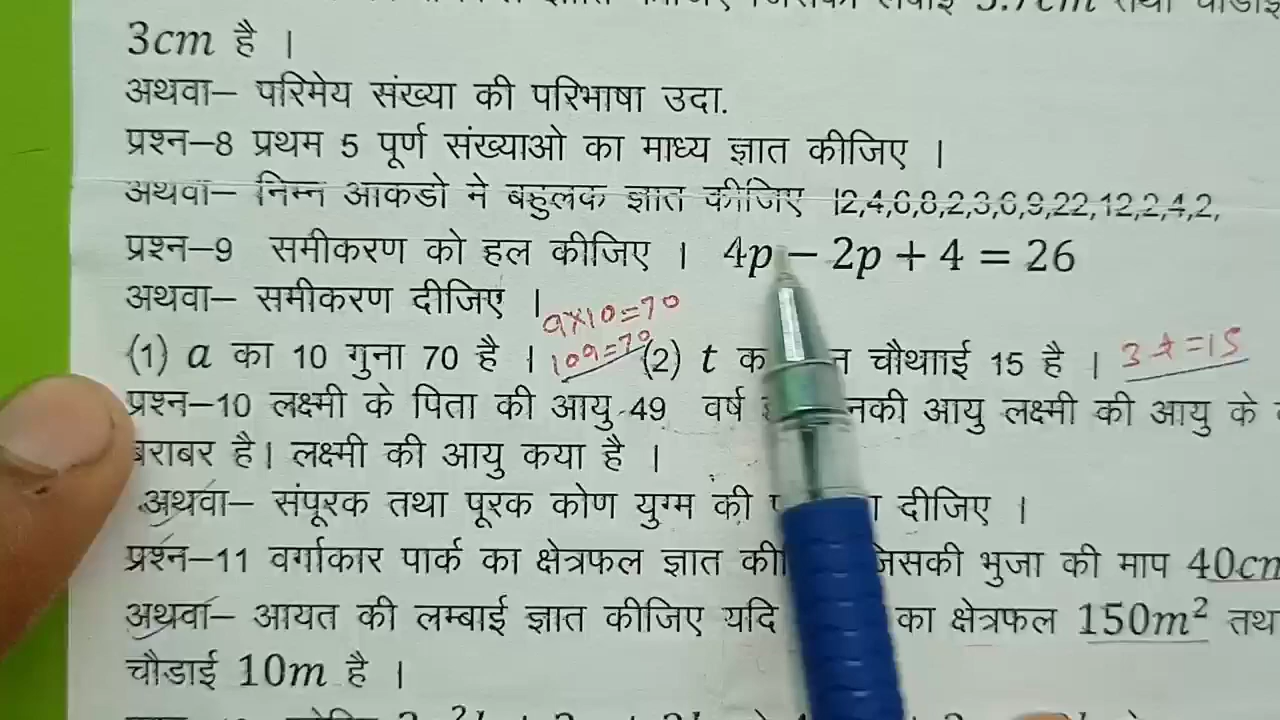 3cm है ।
अथवा– परिमेय संख्या की परिभाषा उदा.
प्रश्न–8 प्रथम 5 पूर्ण संख्याओ का माध्य ज्ञात कीजिए ।
अथवा– निम्न आकडो ने बहुलक ज्ञात कीजिए 12,4,6,8,2,3,6,9,22,12,2,4,2,
प्रश्न–9 समीकरण को हल कीजिए । 4p – 2p + 4 = 26
अथवा– समीकरण दीजिए ।
a×10=70
(1) a का 10 गुना 70 है । 10a=70 (2) t चौथााई 15 है । 3t=15
प्रश्न–10 लक्ष्मी के पिता की आयु 49 वर्ष आयु लक्ष्मी की आयु के
बराबर है। लक्ष्मी की आयु कया है ।
अथवा– संपूरक तथा पूरक कोण युग्म की दीजिए ।
प्रश्न–11 वर्गाकार पार्क का क्षेत्रफल ज्ञात जिसकी भुजा की माप 40cm
अथवा– आयत की लम्बाई ज्ञात कीजिए यदि का क्षेत्रफल 150m² तथ
चौडाई 10m है ।